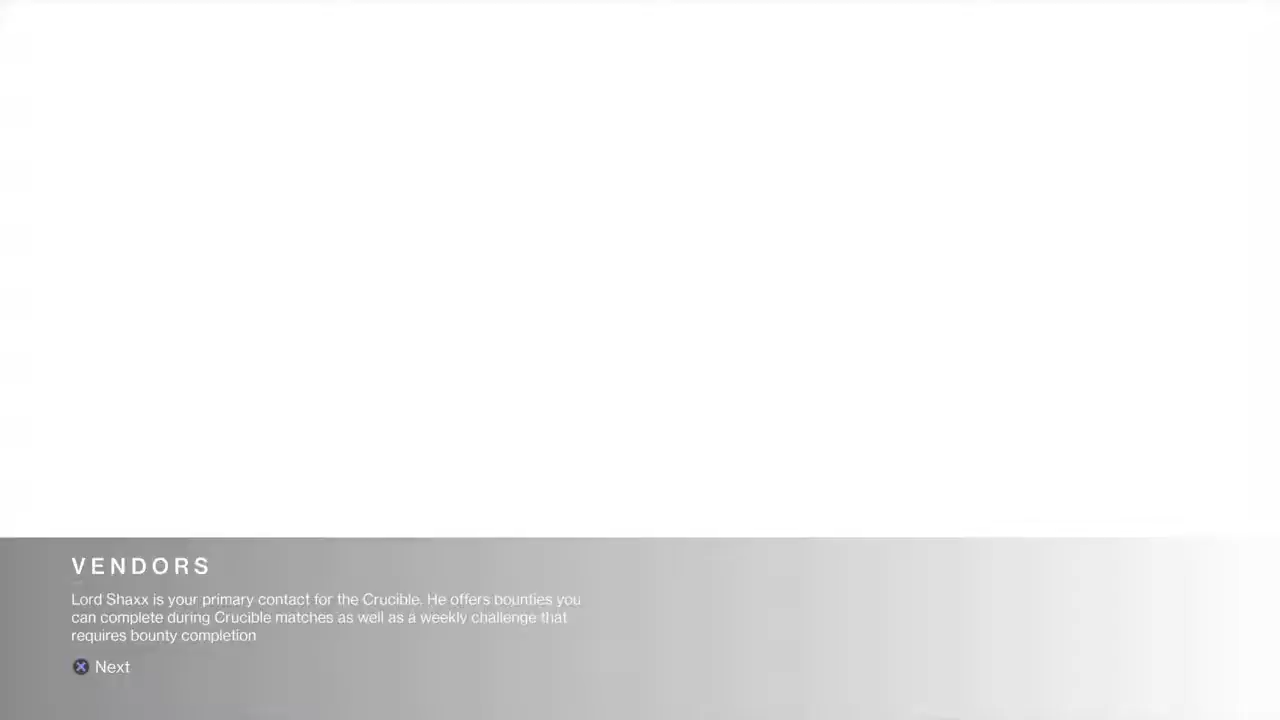 VENDORS
Lord Shaxx is your primary contact for the Crucible. He offers bounties you
can complete during Crucible matches as well as a weekly challenge that
requires bounty completion
Next